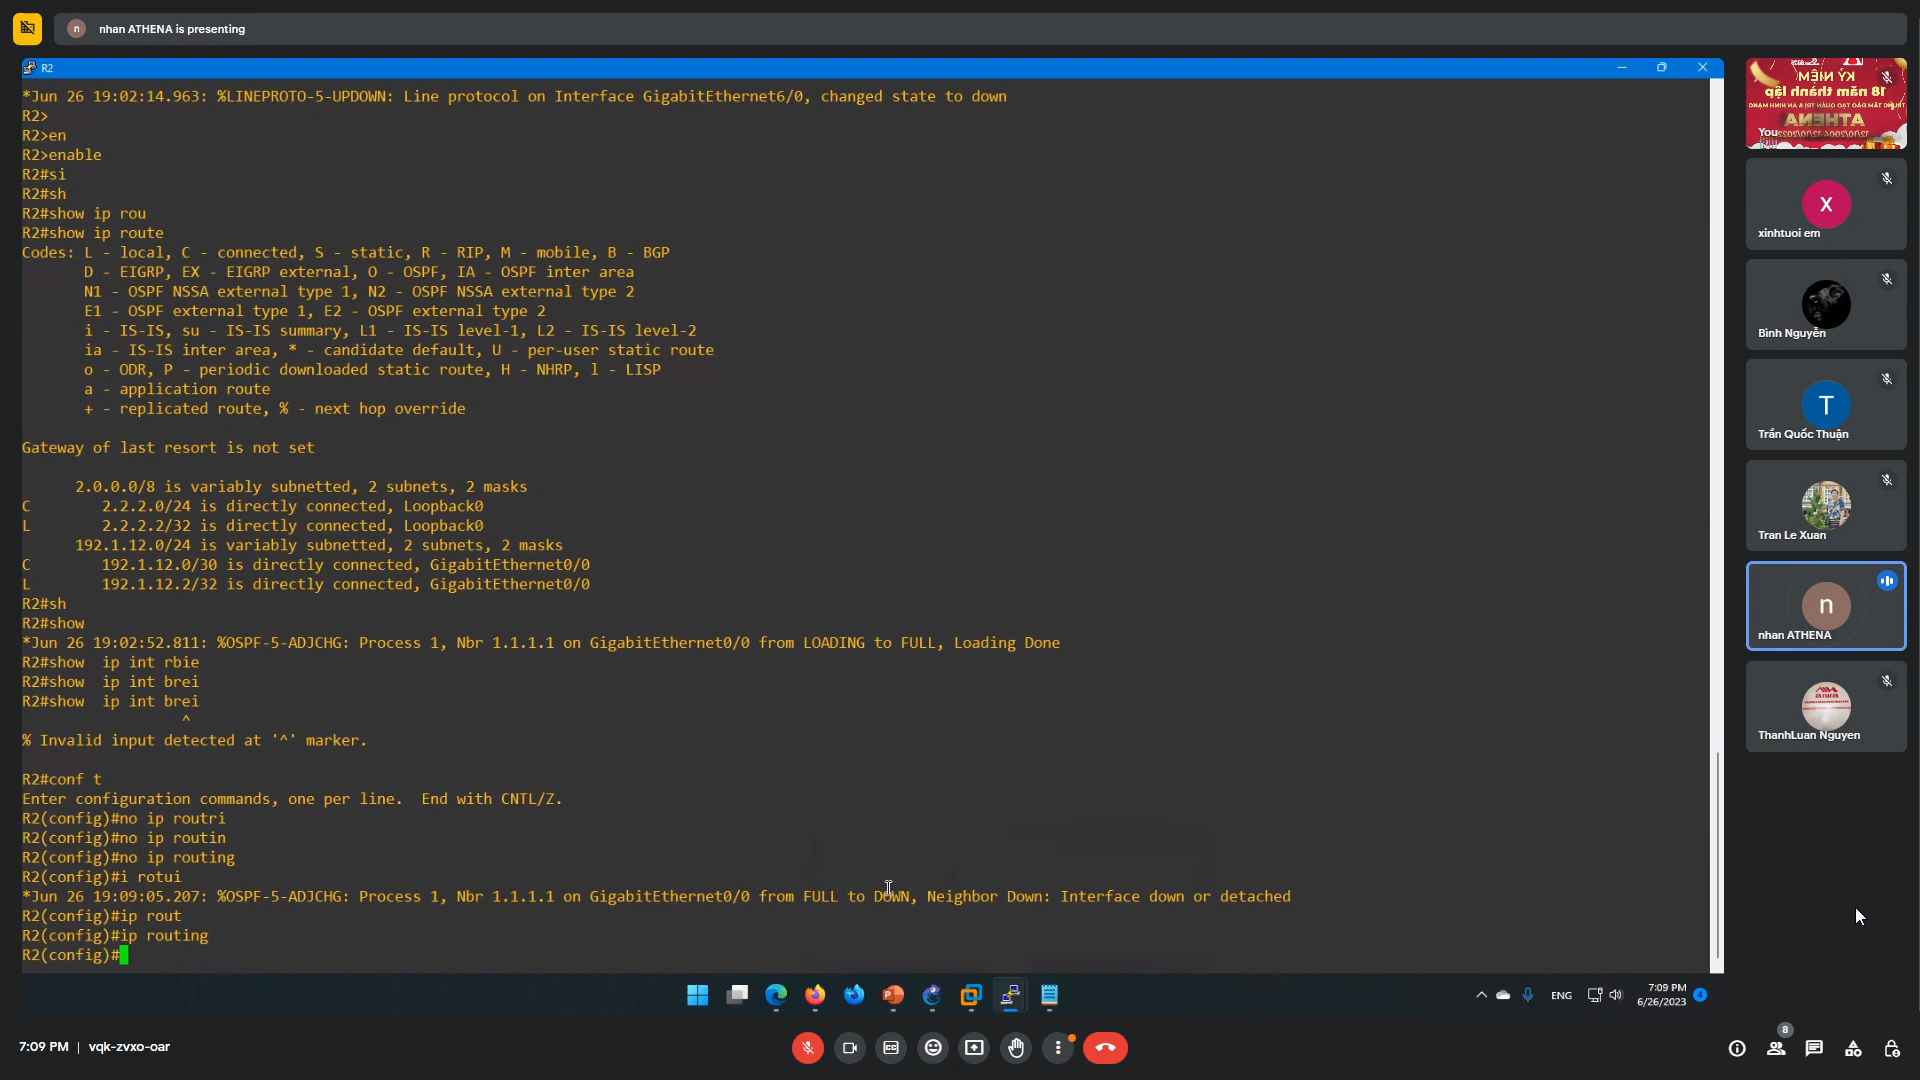 n nhan ATHENA is presenting
R2
*Jun 26 19:02:14.963: %LINEPROTO-5-UPDOWN: Line protocol on Interface GigabitEthernet6/0, changed state to down
R2>
R2>en
R2>enable
R2#si
R2#sh
R2#show ip rou
R2#show ip route
Codes: L - local, C - connected, S - static, R - RIP, M - mobile, B - BGP
D - EIGRP, EX - EIGRP external, O - OSPF, IA - OSPF inter area
N1 - OSPF NSSA external type 1, N2 - OSPF NSSA external type 2
E1 - OSPF external type 1, E2 - OSPF external type 2
i - IS-IS, su - IS-IS summary, L1 - IS-IS level-1, L2 - IS-IS level-2
ia - IS-IS inter area, * - candidate default, U - per-user static route
o - ODR, P - periodic downloaded static route, H - NHRP, l - LISP
a - application route
+ - replicated route, % - next hop override
Gateway of last resort is not set
2.0.0.0/8 is variably subnetted, 2 subnets, 2 masks
C 2.2.2.0/24 is directly connected, Loopback0
L 2.2.2.2/32 is directly connected, Loopback0
192.1.12.0/24 is variably subnetted, 2 subnets, 2 masks
C 192.1.12.0/30 is directly connected, GigabitEthernet0/0
L 192.1.12.2/32 is directly connected, GigabitEthernet0/0
R2#sh
R2#show
*Jun 26 19:02:52.811: %OSPF-5-ADJCHG: Process 1, Nbr 1.1.1.1 on GigabitEthernet0/0 from LOADING to FULL, Loading Done
R2#show  ip int rbie
R2#show  ip int brei
R2#show  ip int brei
^
% Invalid input detected at '^' marker.
R2#conf t
Enter configuration commands, one per line.  End with CNTL/Z.
R2(config)#no ip routri
R2(config)#no ip routin
R2(config)#no ip routing
R2(config)#i rotui
*Jun 26 19:09:05.207: %OSPF-5-ADJCHG: Process 1, Nbr 1.1.1.1 on GigabitEthernet0/0 from FULL to DOWN, Neighbor Down: Interface down or detached
R2(config)#ip rout
R2(config)#ip routing
R2(config)#
KỶ NIỆM
18 năm thành lập
ATHENA
You
x
xinhtuoi em
Bình Nguyễn
T
Trần Quốc Thuận
Tran Le Xuan
n
nhan ATHENA
ThanhLuan Nguyen
ENG
7:09 PM
6/26/2023
4
7:09 PM | vqk-zvxo-oar
8